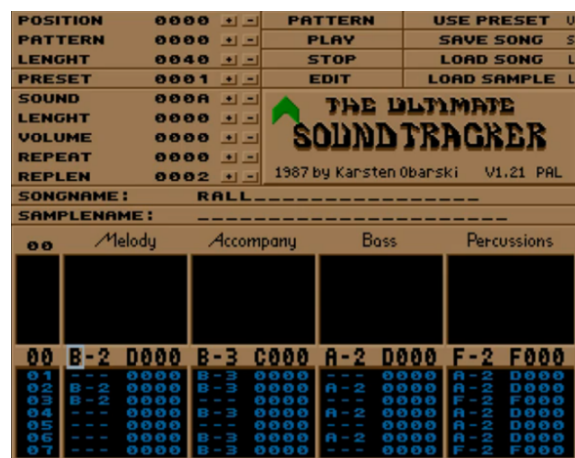 POSITION 0000 + - PATTERN USE PRESET
PATTERN 0000 + - PLAY SAVE SONG
LENGHT 0040 + - STOP LOAD SONG L
PRESET 0001 + - EDIT LOAD SAMPLE L
SOUND 000A + -
LENGHT 0000 + -
VOLUME 0000 + -
REPEAT 0000 + -
REPLEN 0002 + -
THE ULTIMATE
SOUNDTRACKER
1987 by Karsten Obarski V1.21 PAL
SONGNAME: RALL____________________
SAMPLENAME: ______________________
00 Melody Accompany Bass Percussions
00 B-2 D000 B-3 C000 A-2 D000 F-2 F000
01 --- 0000 B-3 0000 --- 0000 A-2 D000
02 B-2 0000 B-3 0000 A-2 0000 A-2 D000
03 B-2 0000 --- 0000 --- 0000 F-2 F000
04 --- 0000 B-3 0000 A-2 0000 A-2 D000
05 --- 0000 --- 0000 --- 0000 F-2 F000
06 --- 0000 B-3 0000 A-2 0000 A-2 D000
07 --- 0000 B-3 0000 --- 0000 F-2 F000